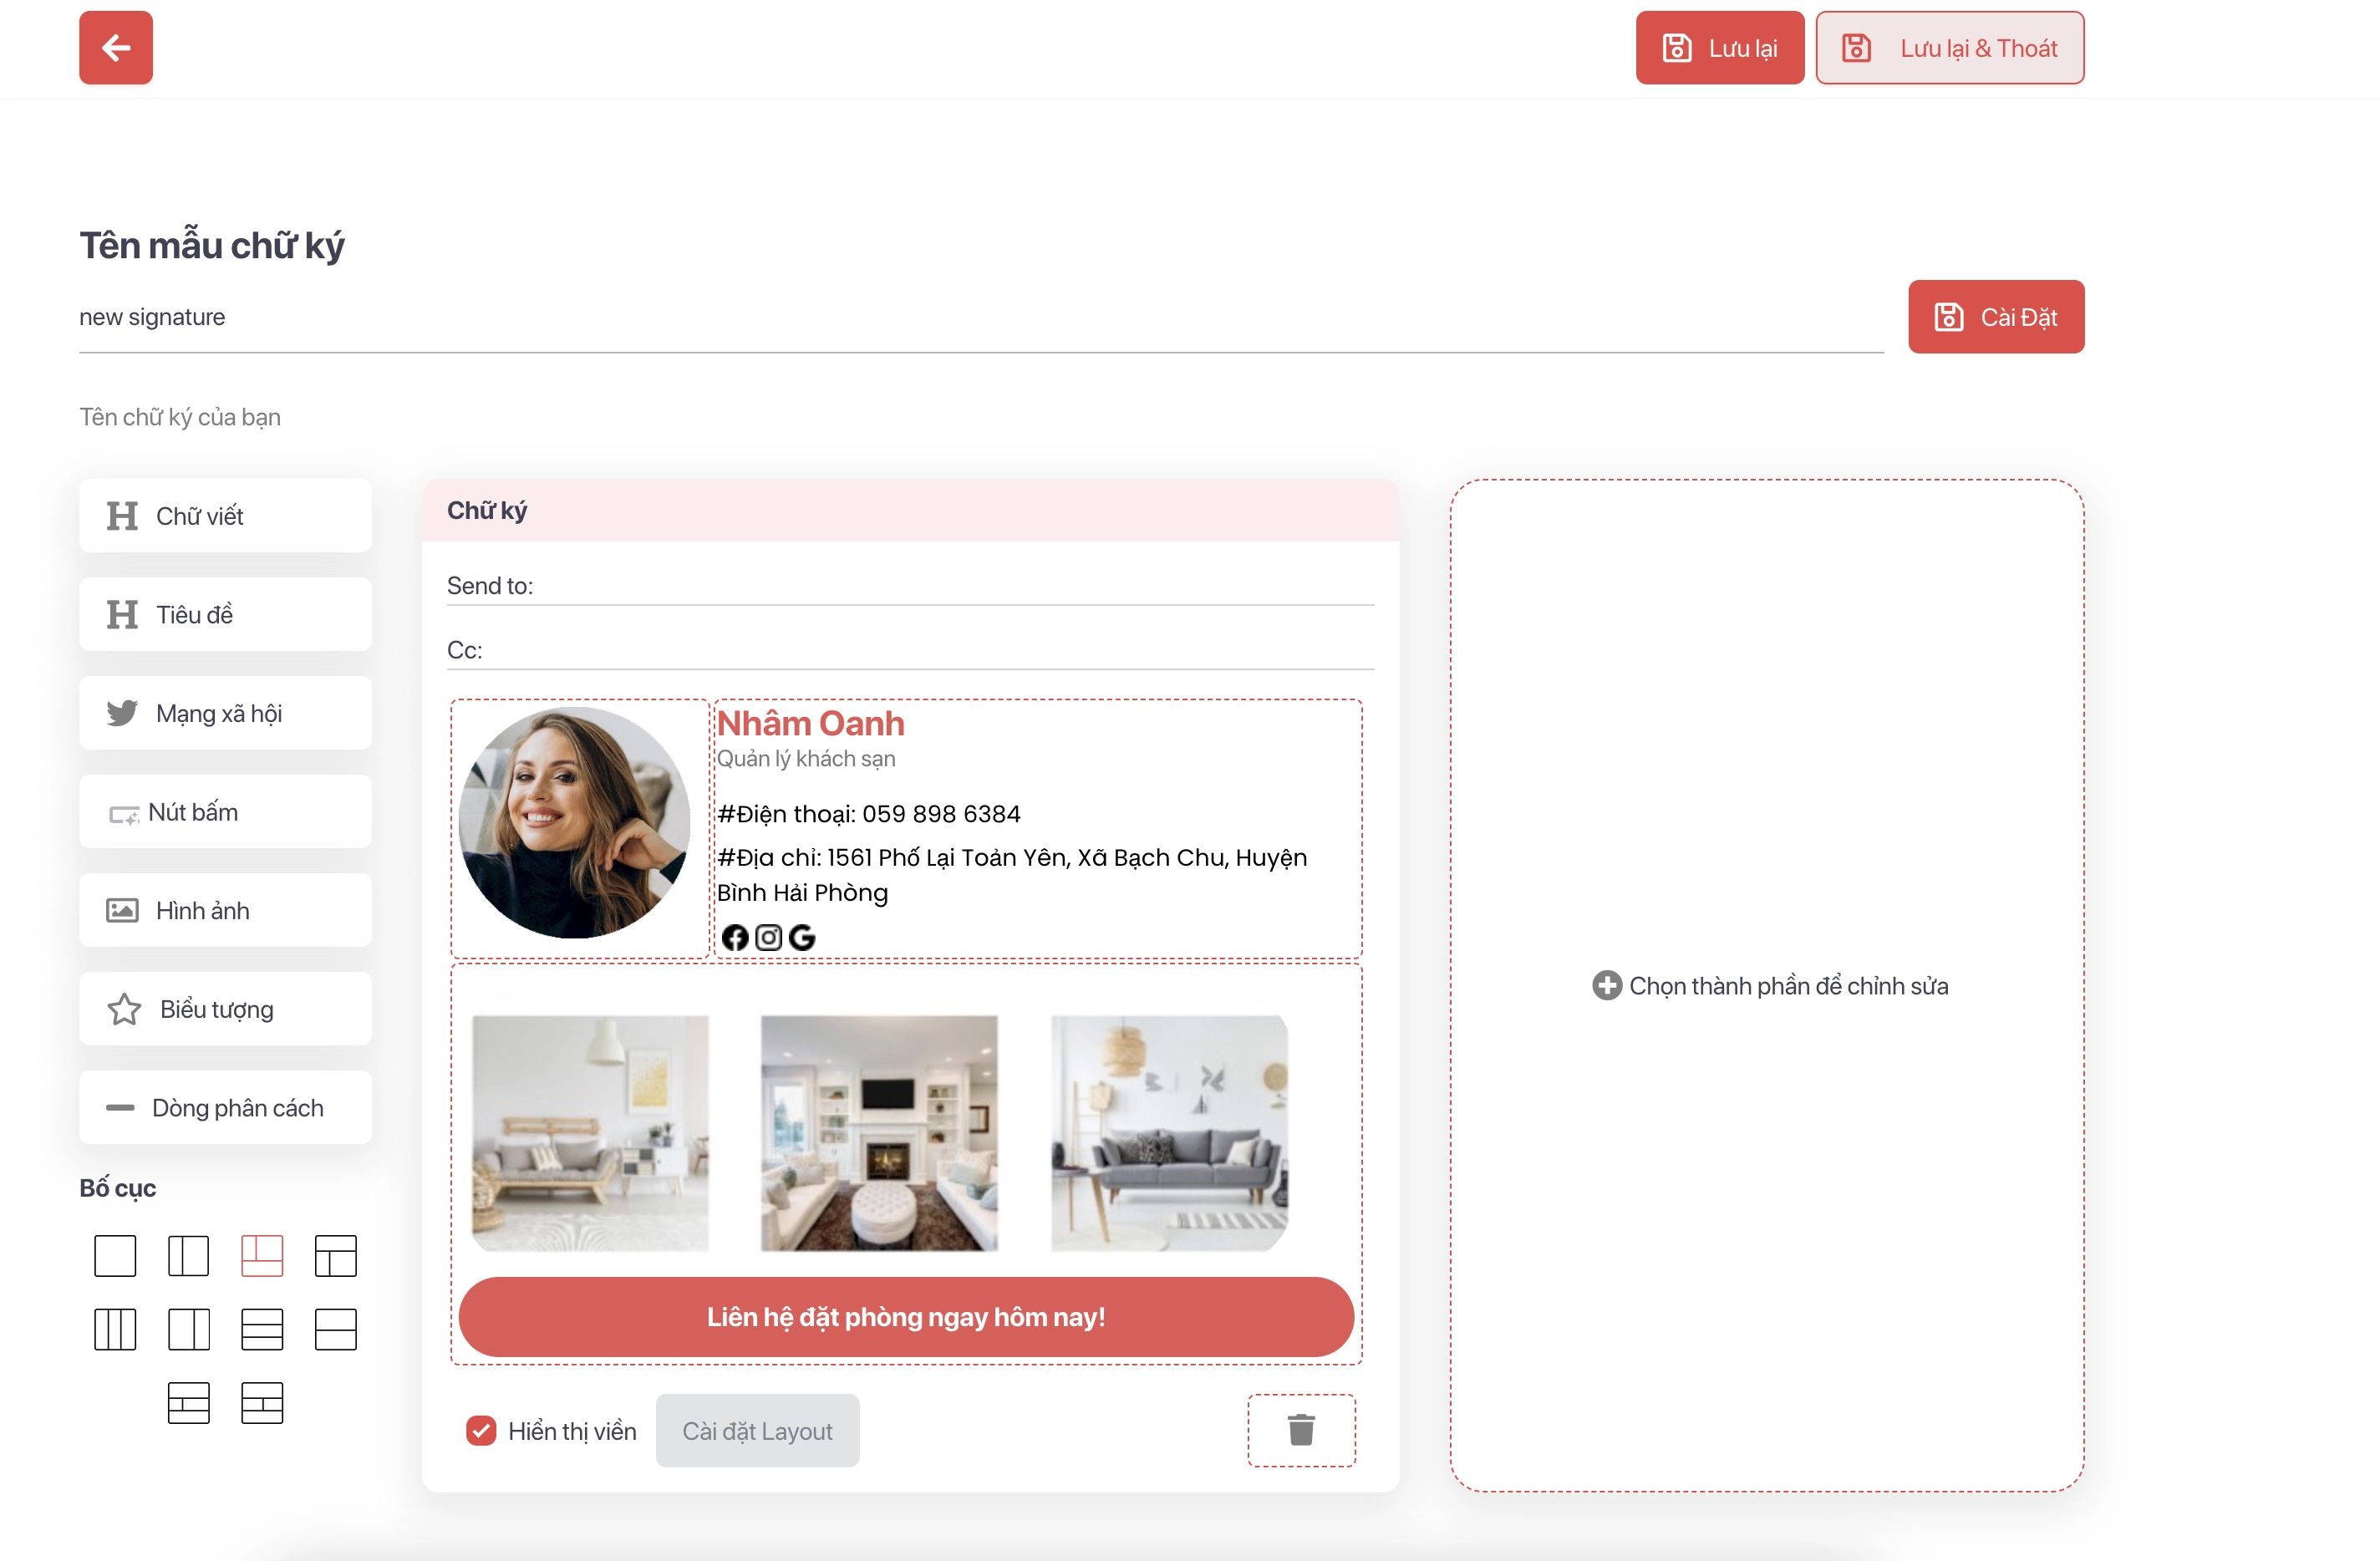 Lưu lại
Lưu lại & Thoát
Tên mẫu chữ ký
new signature
Cài Đặt
Tên chữ ký của bạn
Chữ viết
Tiêu đề
Mạng xã hội
Nút bấm
Hình ảnh
Biểu tượng
Dòng phân cách
Bố cục
Chữ ký
Send to:
Cc:
Nhâm Oanh
Quản lý khách sạn
#Điện thoại: 059 898 6384
#Địa chỉ: 1561 Phố Lại Toản Yên, Xã Bạch Chu, Huyện
Bình Hải Phòng
Liên hệ đặt phòng ngay hôm nay!
Hiển thị viền
Cài đặt Layout
Chọn thành phần để chỉnh sửa